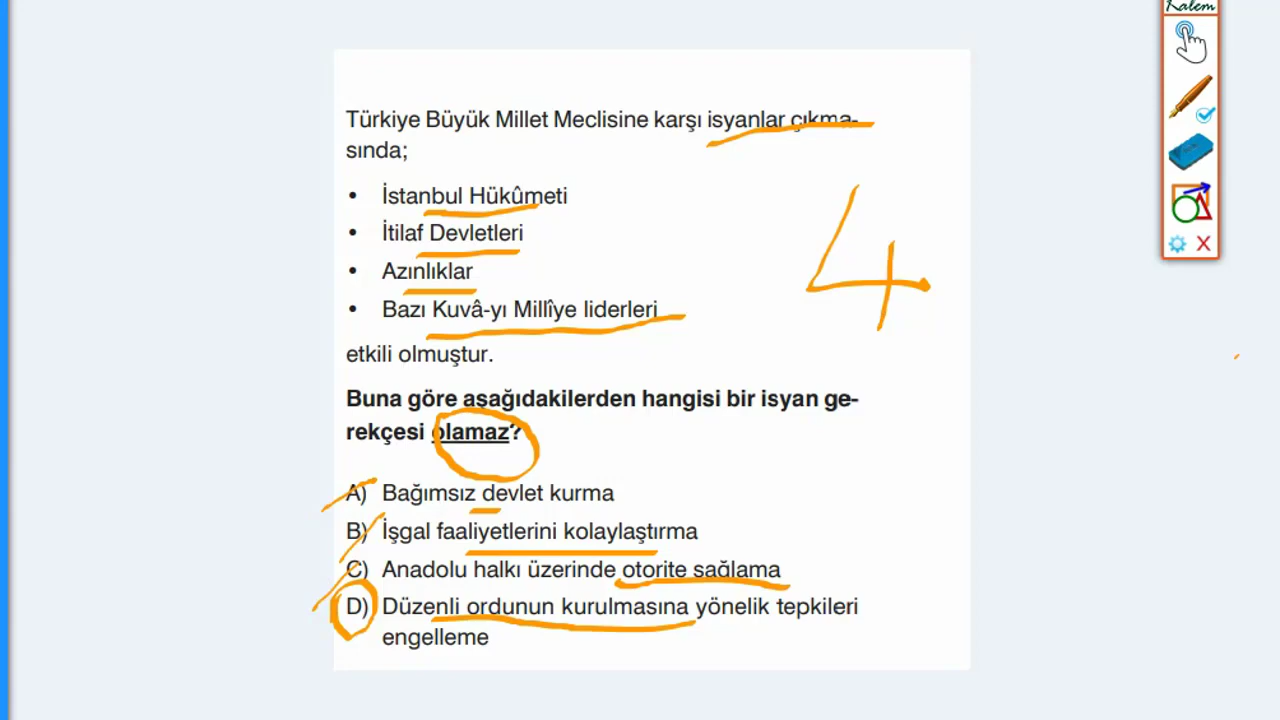 Kalem
Türkiye Büyük Millet Meclisine karşı isyanlar çıkma-
sında;
• İstanbul Hükûmeti
• İtilaf Devletleri
• Azınlıklar
• Bazı Kuvâ-yı Millîye liderleri
etkili olmuştur.
4
Buna göre aşağıdakilerden hangisi bir isyan ge-
rekçesi olamaz?
A) Bağımsız devlet kurma
B) İşgal faaliyetlerini kolaylaştırma
C) Anadolu halkı üzerinde otorite sağlama
D) Düzenli ordunun kurulmasına yönelik tepkileri
engelleme